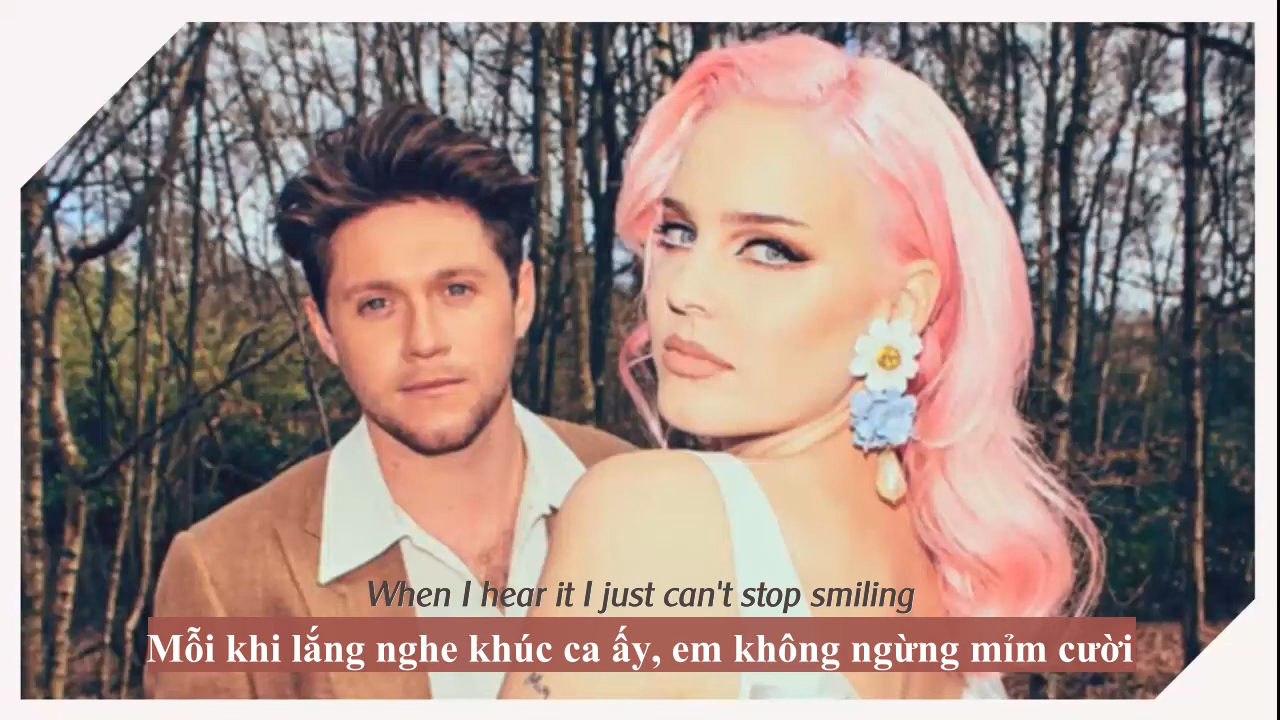 When I hear it I just can't stop smiling
Mỗi khi lắng nghe khúc ca ấy, em không ngừng mỉm cười